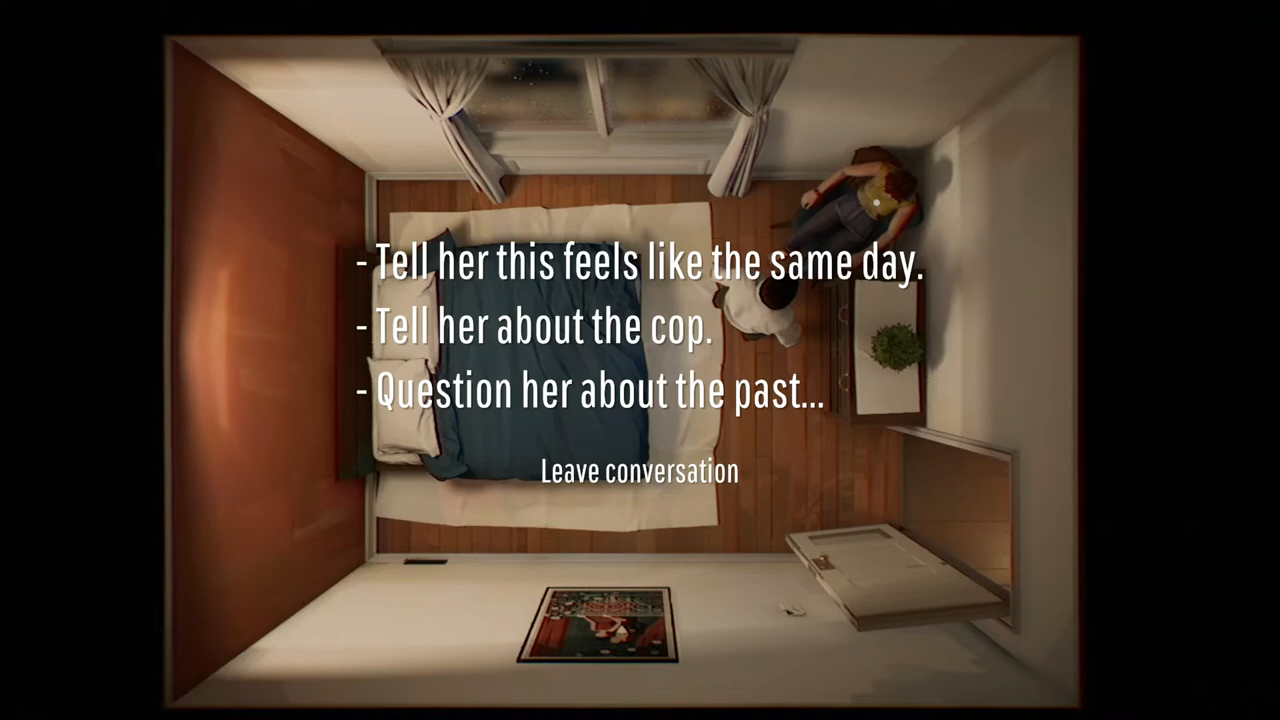 - Tell her this feels like the same day.
- Tell her about the cop.
- Question her about the past...
Leave conversation